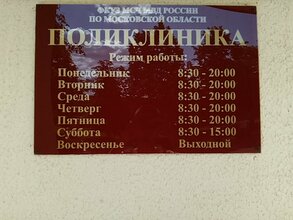 ФКУЗ МСЧ МВД РОССИИ
ПО МОСКОВСКОЙ ОБЛАСТИ
ПОЛИКЛИНИКА
Режим работы:
Понедельник 8:30 - 20:00
Вторник 8:30 - 20:00
Среда 8:30 - 20:00
Четверг 8:30 - 20:00
Пятница 8:30 - 20:00
Суббота 8:30 - 15:00
Воскресенье Выходной